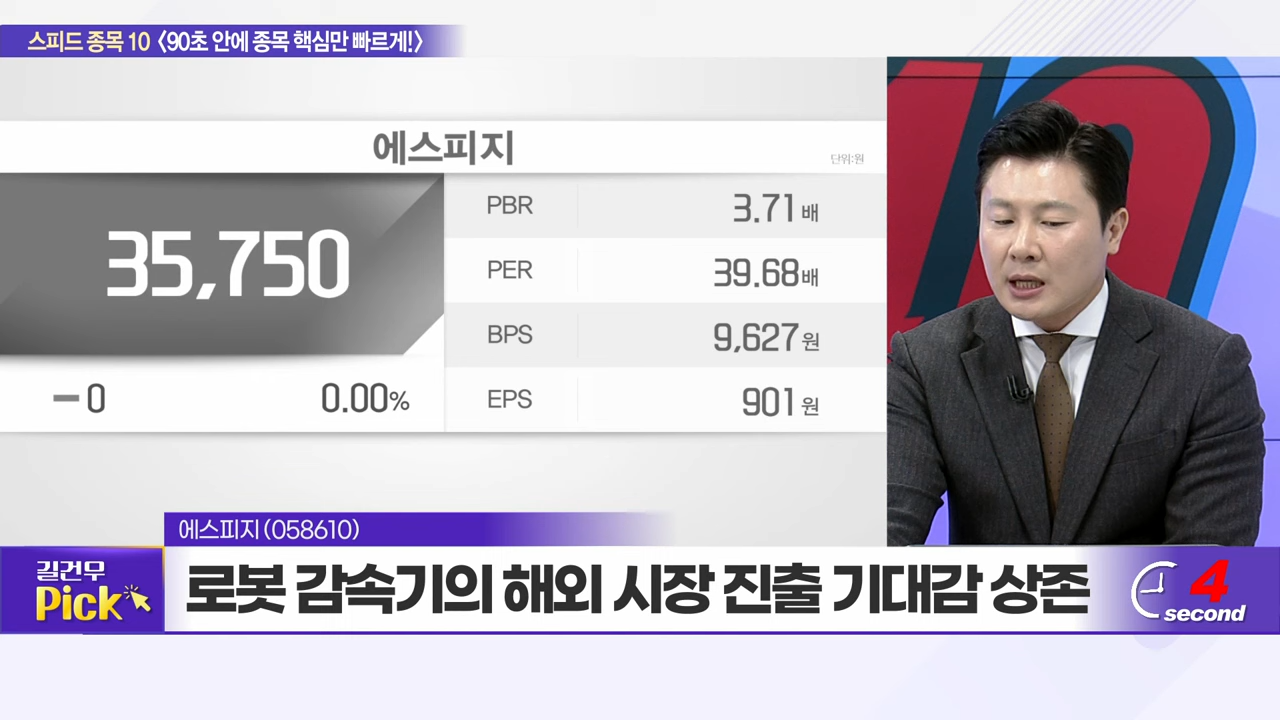 스피드 종목 10 〈90초 안에 종목 핵심만 빠르게!〉
에스피지
단위:원
35,750
0 0.00%
PBR 3.71배
PER 39.68배
BPS 9,627원
EPS 901원
에스피지(058610)
길건무
Pick
로봇 감속기의 해외 시장 진출 기대감 상존
4
second